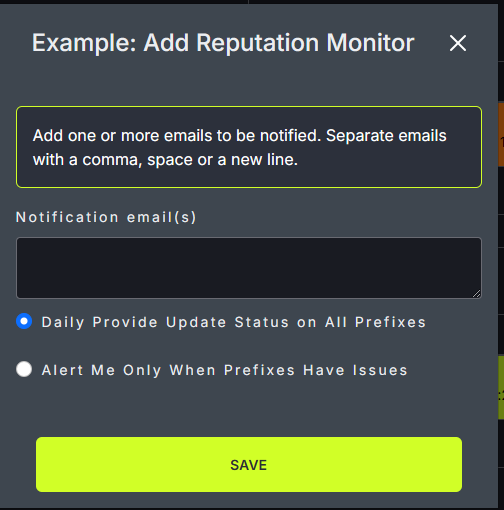 Example: Add Reputation Monitor
Add one or more emails to be notified. Separate emails
with a comma, space or a new line.
Notification email(s)
Daily Provide Update Status on All Prefixes
Alert Me Only When Prefixes Have Issues
SAVE